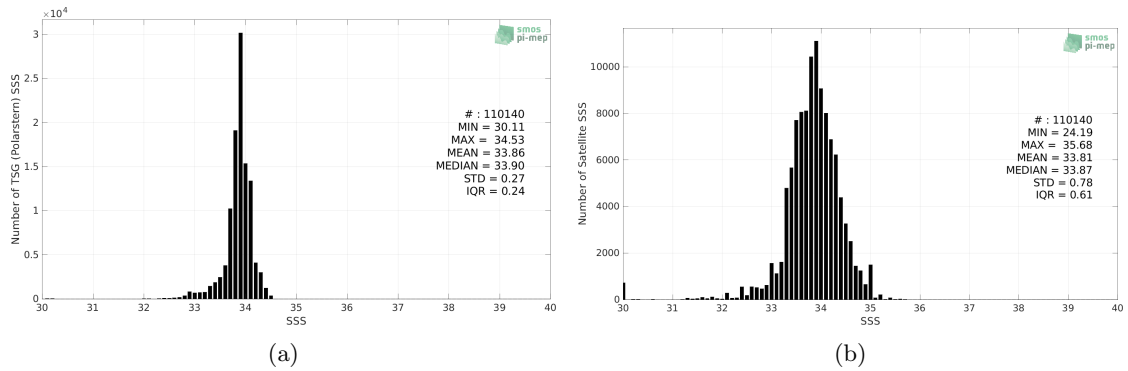 ×10⁴
3
2.5
2
1.5
1
0.5
0
Number of TSG (Polarstern) SSS
30 31 32 33 34 35 36 37 38 39 40
SSS
smos
pi-mep
# : 110140
MIN = 30.11
MAX = 34.53
MEAN = 33.86
MEDIAN = 33.90
STD = 0.27
IQR = 0.24
(a)
10000
8000
6000
4000
2000
0
Number of Satellite SSS
30 31 32 33 34 35 36 37 38 39 40
SSS
smos
pi-mep
# : 110140
MIN = 24.19
MAX = 35.68
MEAN = 33.81
MEDIAN = 33.87
STD = 0.78
IQR = 0.61
(b)